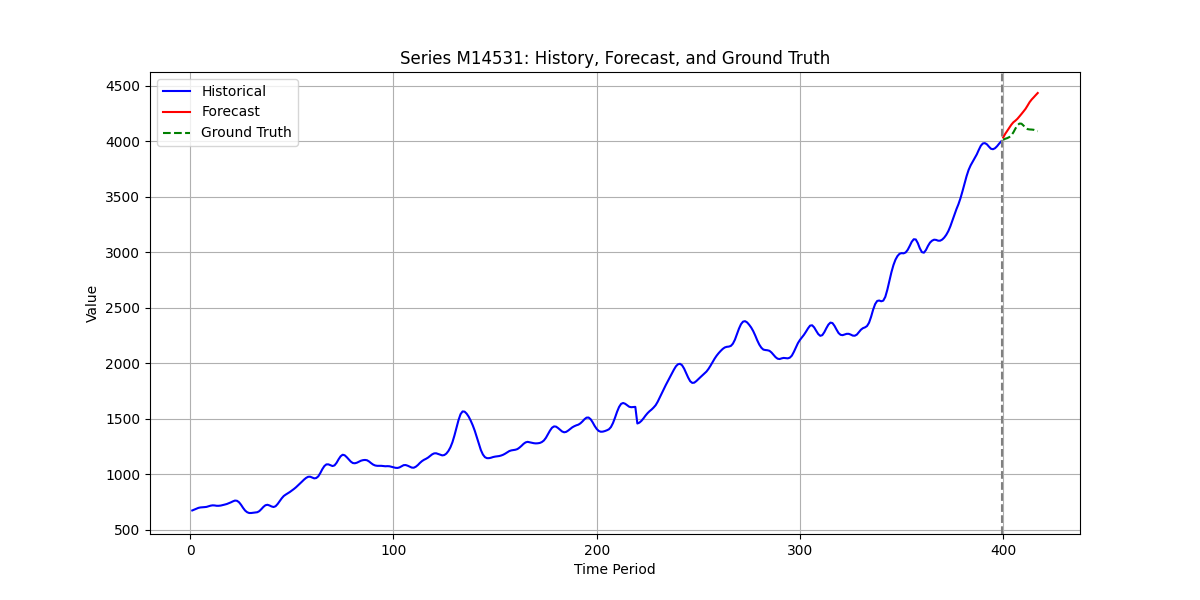 Series M14531: History, Forecast, and Ground Truth
Historical
Forecast
Ground Truth
4500
4000
3500
3000
2500
2000
1500
1000
500
Value
0 100 200 300 400
Time Period